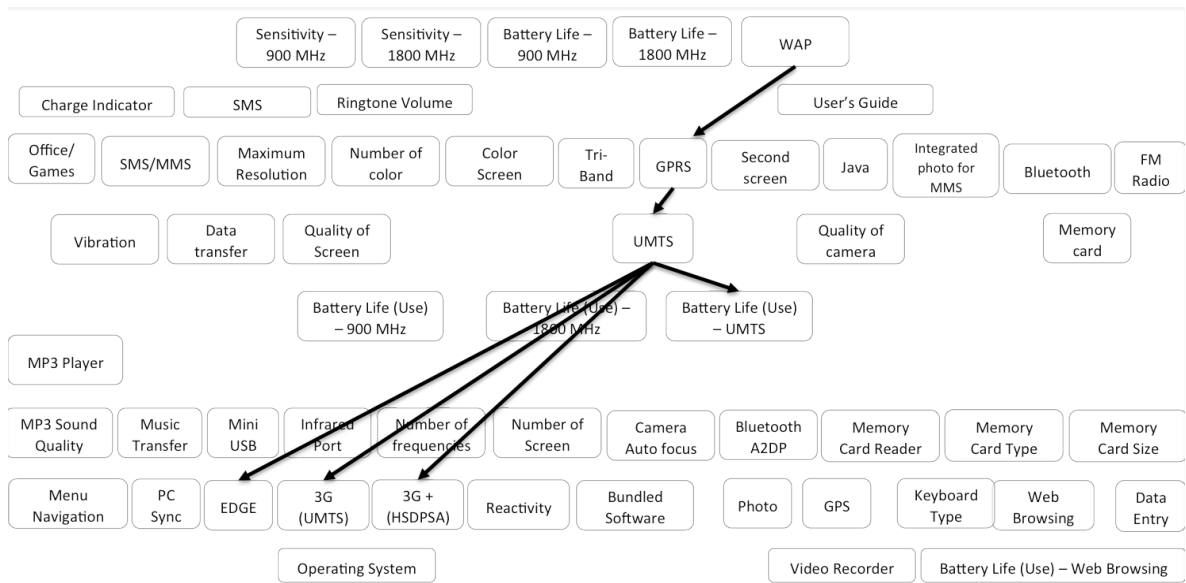 Sensitivity –
900 MHz
Sensitivity –
1800 MHz
Battery Life –
900 MHz
Battery Life –
1800 MHz
WAP
Charge Indicator
SMS
Ringtone Volume
User's Guide
Office/
Games
SMS/MMS
Maximum
Resolution
Number of
color
Color
Screen
Tri-
Band
GPRS
Second
screen
Java
Integrated
photo for
MMS
Bluetooth
FM
Radio
Vibration
Data
transfer
Quality of
Screen
UMTS
Quality of
camera
Memory
card
Battery Life (Use)
– 900 MHz
Battery Life (Use) –
1800 MHz
Battery Life (Use)
– UMTS
MP3 Player
MP3 Sound
Quality
Music
Transfer
Mini
USB
Infrared
Port
Number of
frequencies
Number of
Screen
Camera
Auto focus
Bluetooth
A2DP
Memory
Card Reader
Memory
Card Type
Memory
Card Size
Menu
Navigation
PC
Sync
EDGE
3G
(UMTS)
3G +
(HSDPSA)
Reactivity
Bundled
Software
Photo
GPS
Keyboard
Type
Web
Browsing
Data
Entry
Operating System
Video Recorder
Battery Life (Use) – Web Browsing